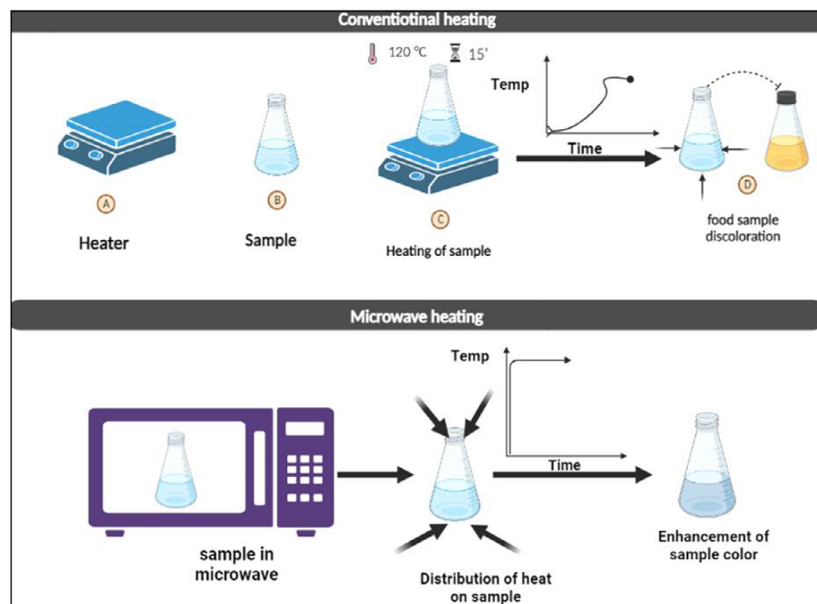 Conventiotinal heating
120 °C
15'
Temp
Time
A
B
C
D
Heater
Sample
Heating of sample
food sample
discoloration
Microwave heating
Temp
Time
sample in
microwave
Distribution of heat
on sample
Enhancement of
sample color